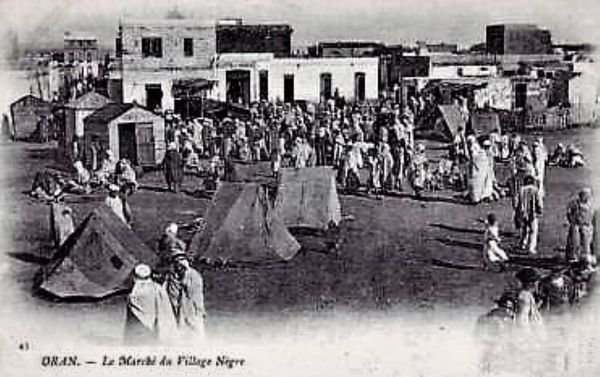 43
ORAN. — Le Marché du Village Nègre